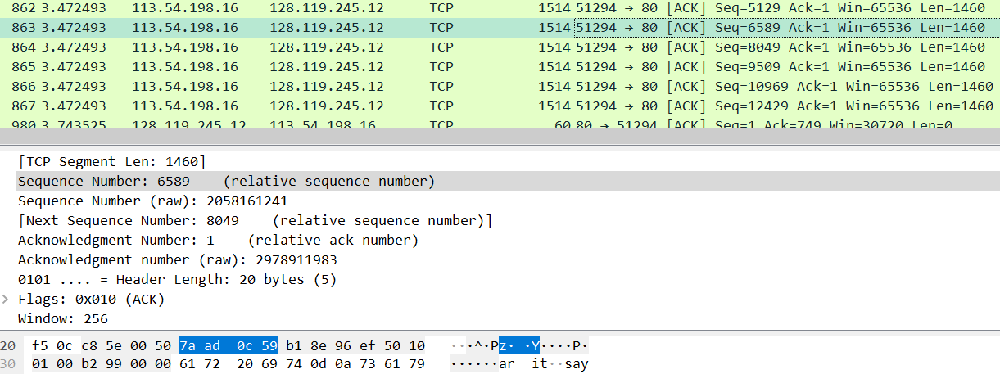 862 3.472493 113.54.198.16 128.119.245.12 TCP 1514 51294 → 80 [ACK] Seq=5129 Ack=1 Win=65536 Len=1460
863 3.472493 113.54.198.16 128.119.245.12 TCP 1514 51294 → 80 [ACK] Seq=6589 Ack=1 Win=65536 Len=1460
864 3.472493 113.54.198.16 128.119.245.12 TCP 1514 51294 → 80 [ACK] Seq=8049 Ack=1 Win=65536 Len=1460
865 3.472493 113.54.198.16 128.119.245.12 TCP 1514 51294 → 80 [ACK] Seq=9509 Ack=1 Win=65536 Len=1460
866 3.472493 113.54.198.16 128.119.245.12 TCP 1514 51294 → 80 [ACK] Seq=10969 Ack=1 Win=65536 Len=1460
867 3.472493 113.54.198.16 128.119.245.12 TCP 1514 51294 → 80 [ACK] Seq=12429 Ack=1 Win=65536 Len=1460
980 3.743525 128.119.245.12 113.54.198.16 TCP 60 80 → 51294 [ACK] Seq=1 Ack=749 Win=30720 Len=0
[TCP Segment Len: 1460]
Sequence Number: 6589 (relative sequence number)
Sequence Number (raw): 2058161241
[Next Sequence Number: 8049 (relative sequence number)]
Acknowledgment Number: 1 (relative ack number)
Acknowledgment number (raw): 2978911983
0101 .... = Header Length: 20 bytes (5)
Flags: 0x010 (ACK)
Window: 256
20 f5 0c c8 5e 00 50 7a ad 0c 59 b1 8e 96 ef 50 10 ···^·Pz··Y····P·
30 01 00 b2 99 00 00 61 72 20 69 74 0d 0a 73 61 79 ······ar it··say